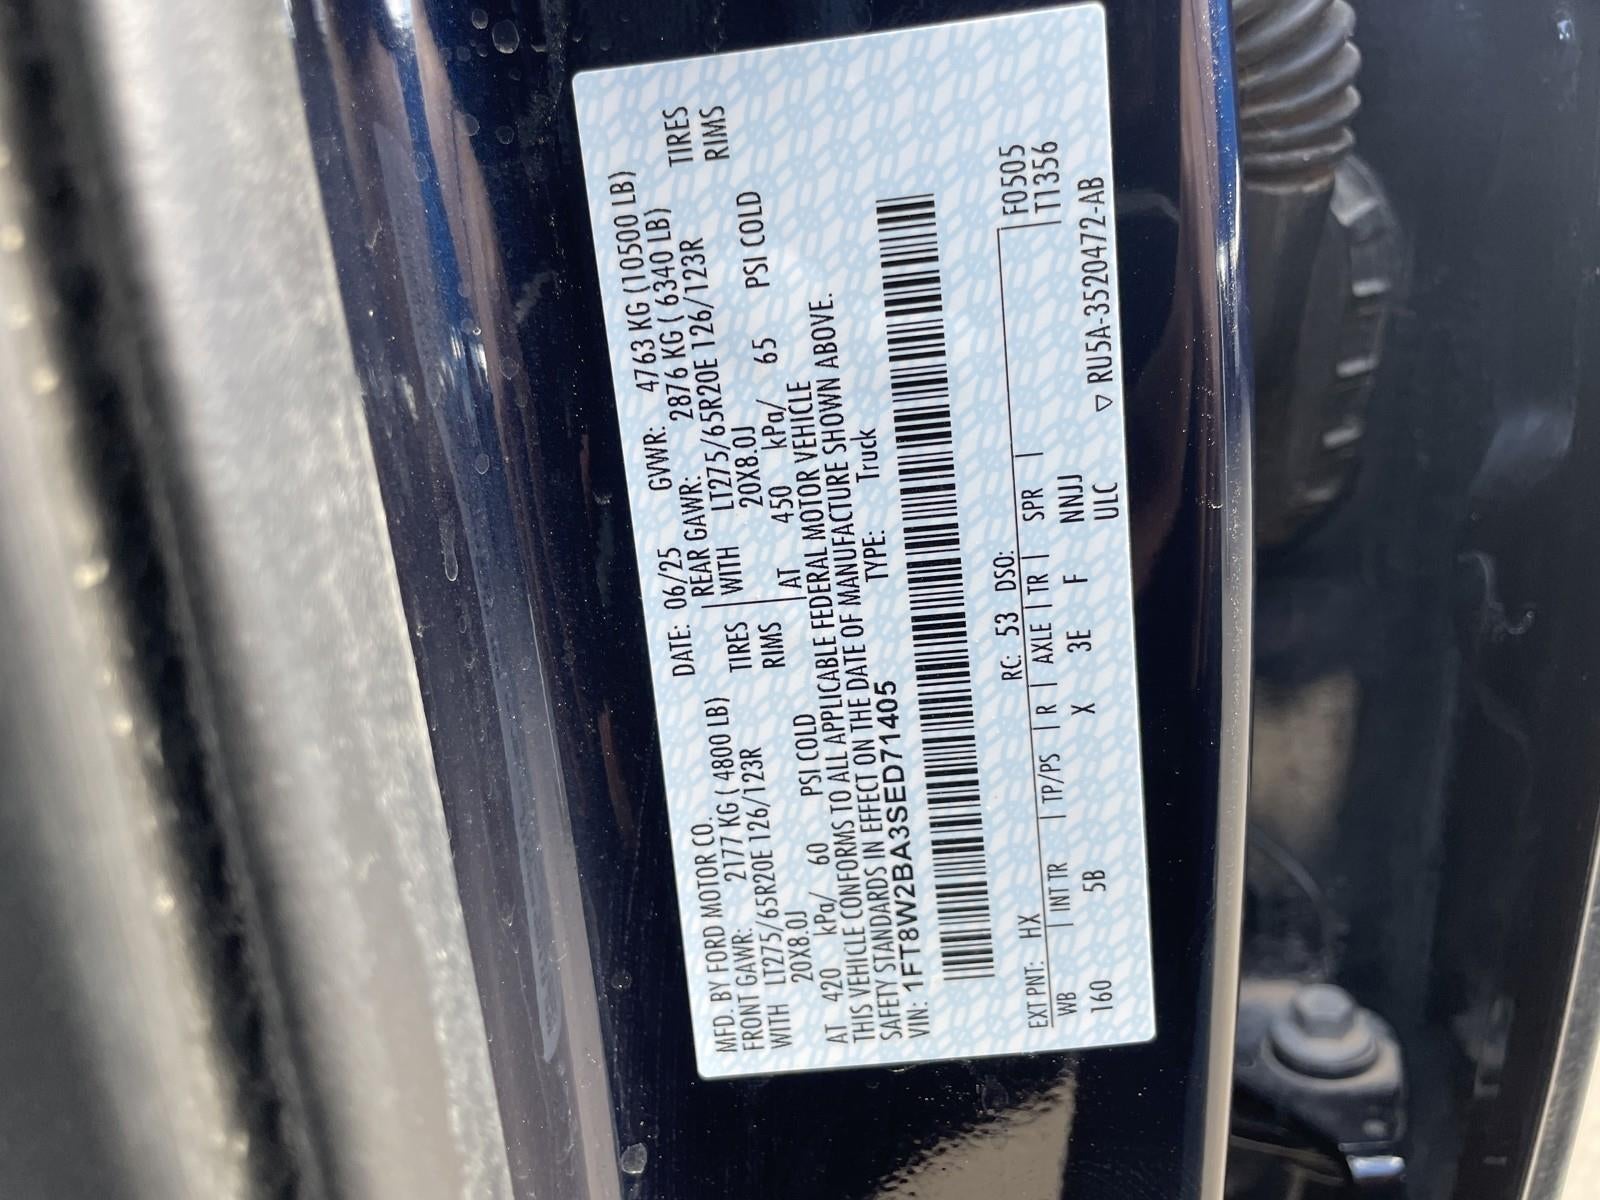 MFD. BY FORD MOTOR CO. DATE: 06/25 GVWR: 4763 KG (10500 LB)
FRONT GAWR: 2177 KG ( 4800 LB) REAR GAWR: 2876 KG ( 6340 LB)
WITH LT275/65R20E 126/123R TIRES WITH LT275/65R20E 126/123R TIRES
20X8.0J RIMS 20X8.0J RIMS
AT 420 kPa/ 60 PSI COLD AT 450 kPa/ 65 PSI COLD
THIS VEHICLE CONFORMS TO ALL APPLICABLE FEDERAL MOTOR VEHICLE
SAFETY STANDARDS IN EFFECT ON THE DATE OF MANUFACTURE SHOWN ABOVE.
VIN: 1FT8W2BA3SED71405 TYPE: Truck
EXT PNT: HX RC: 53 DSO: F0505
WB | INT TR | TP/PS | R | AXLE | TR | SPR | T1356
160 5B X 3E F NNJJ
ULC ▽ RU5A-3520472-AB